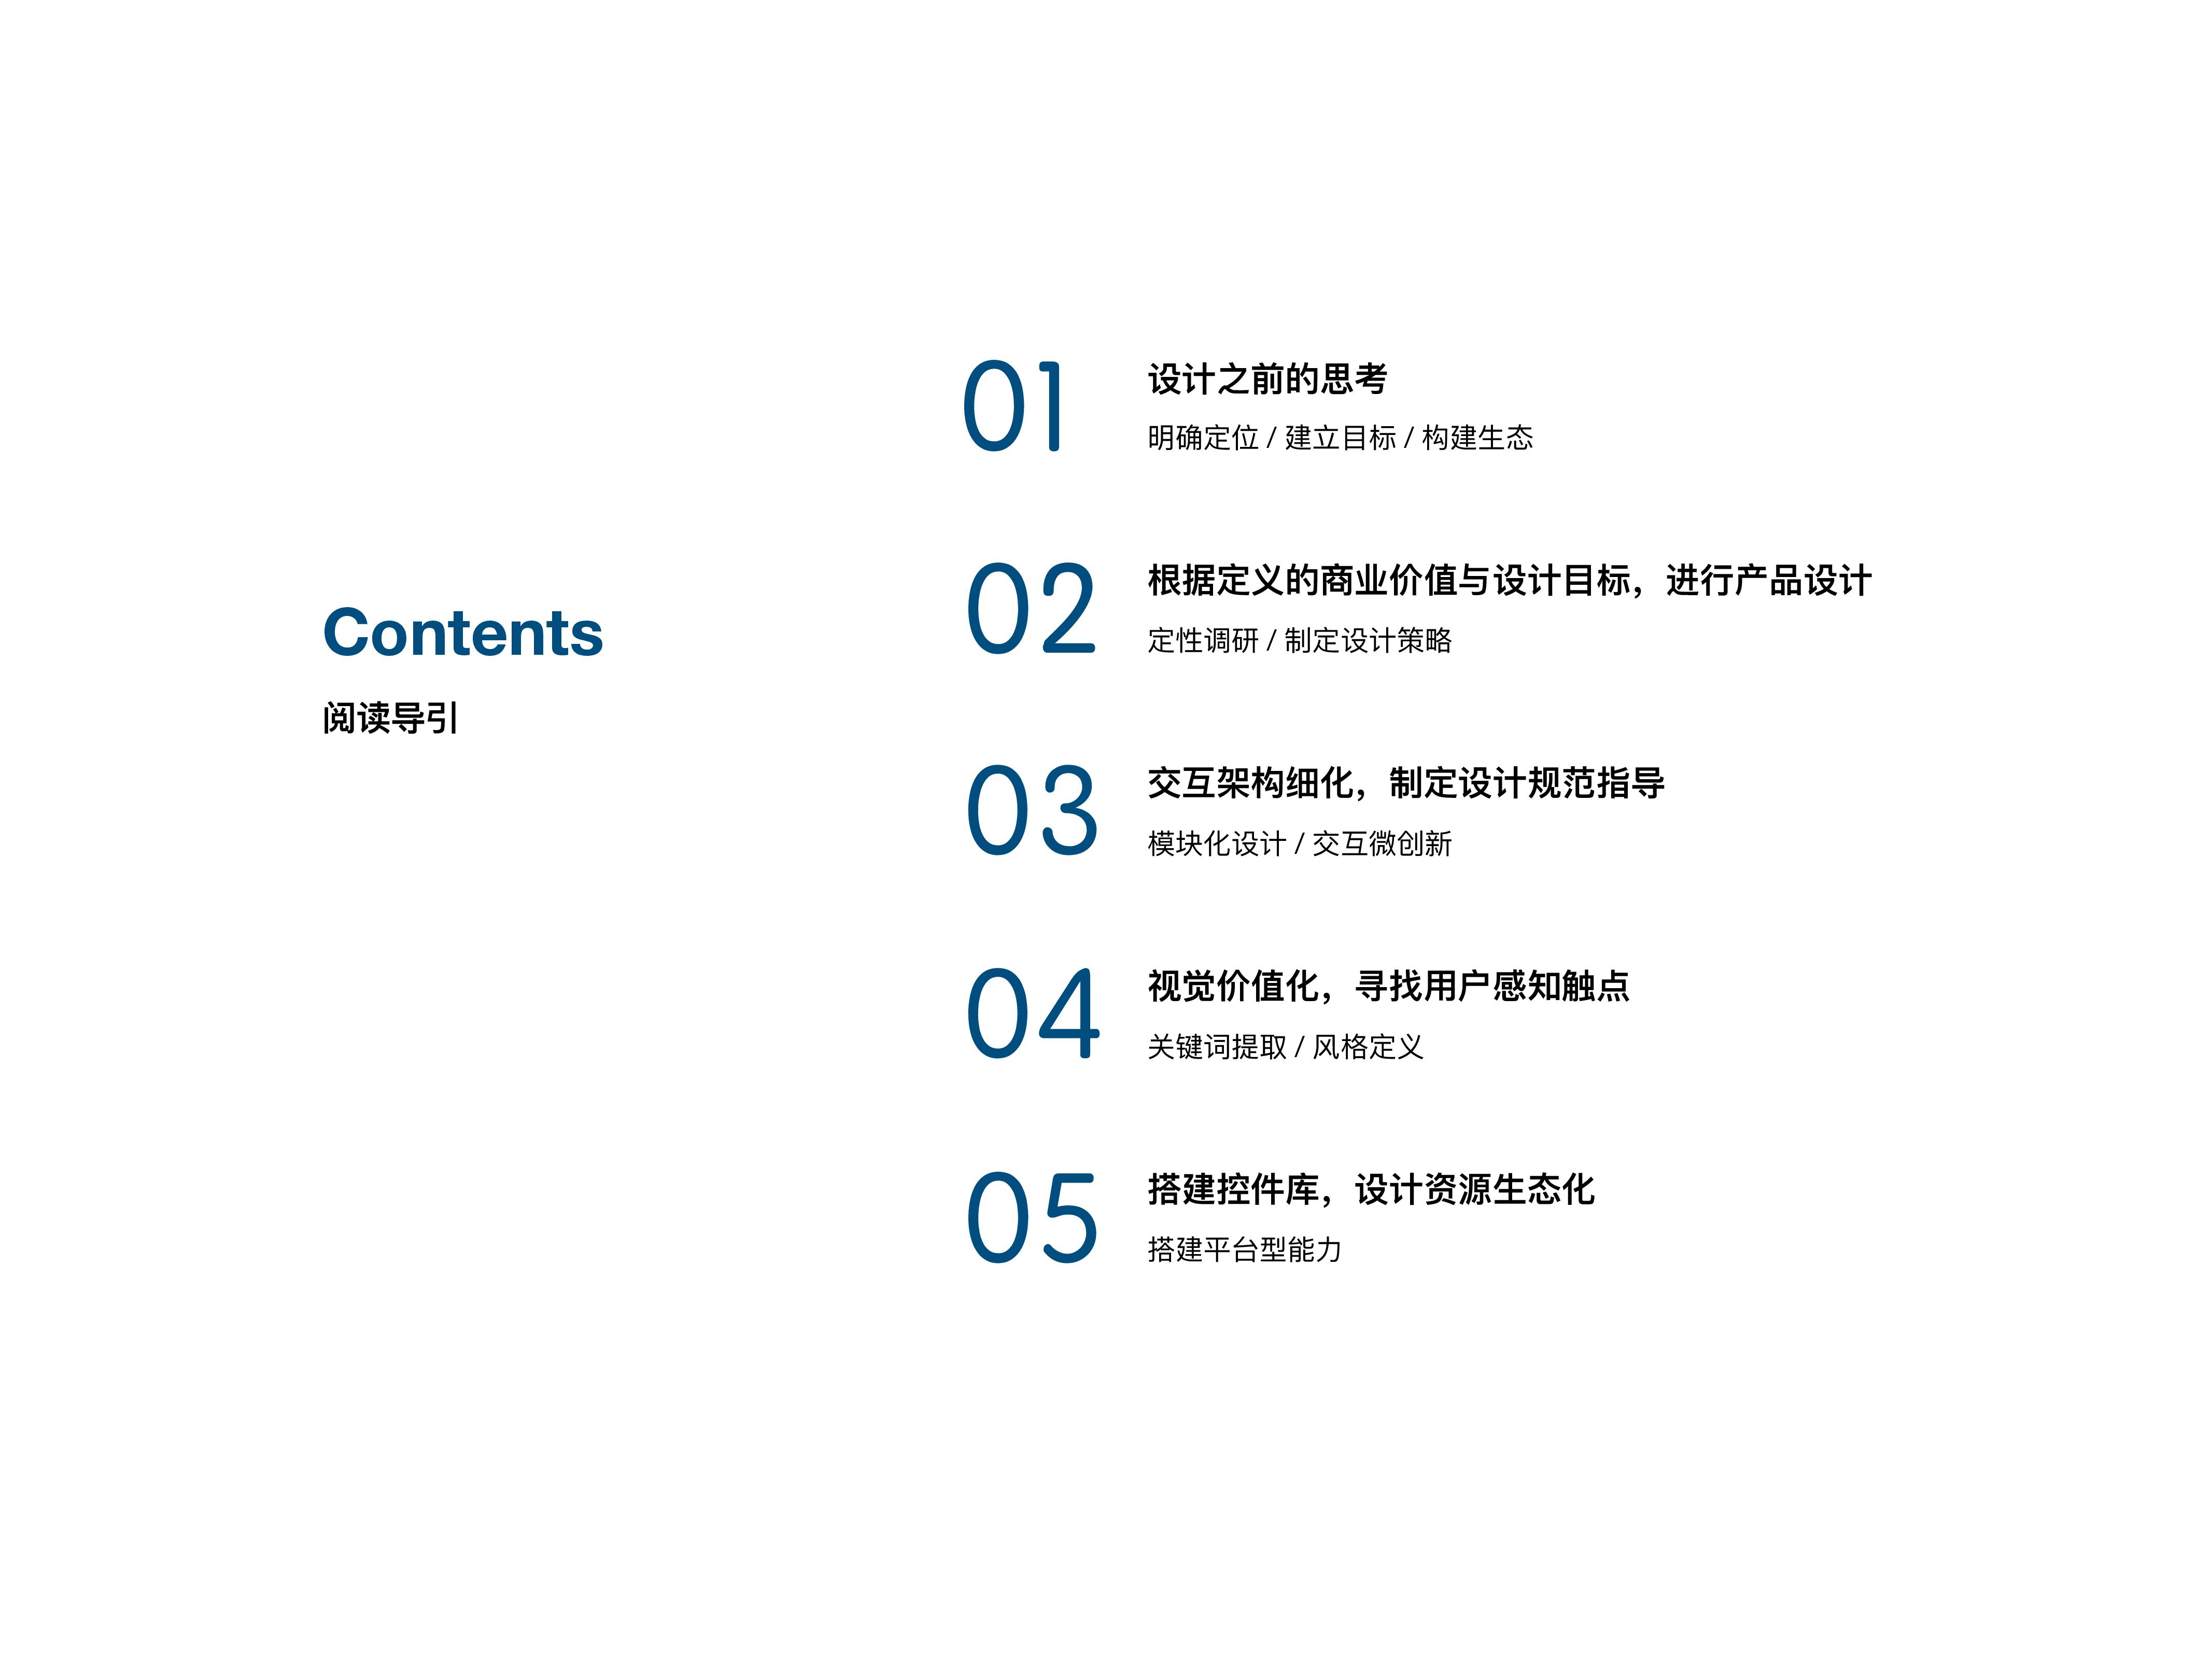 Contents
阅读导引
01
设计之前的思考
明确定位 / 建立目标 / 构建生态
02
根据定义的商业价值与设计目标，进行产品设计
定性调研 / 制定设计策略
03
交互架构细化，制定设计规范指导
模块化设计 / 交互微创新
04
视觉价值化，寻找用户感知触点
关键词提取 / 风格定义
05
搭建控件库，设计资源生态化
搭建平台型能力